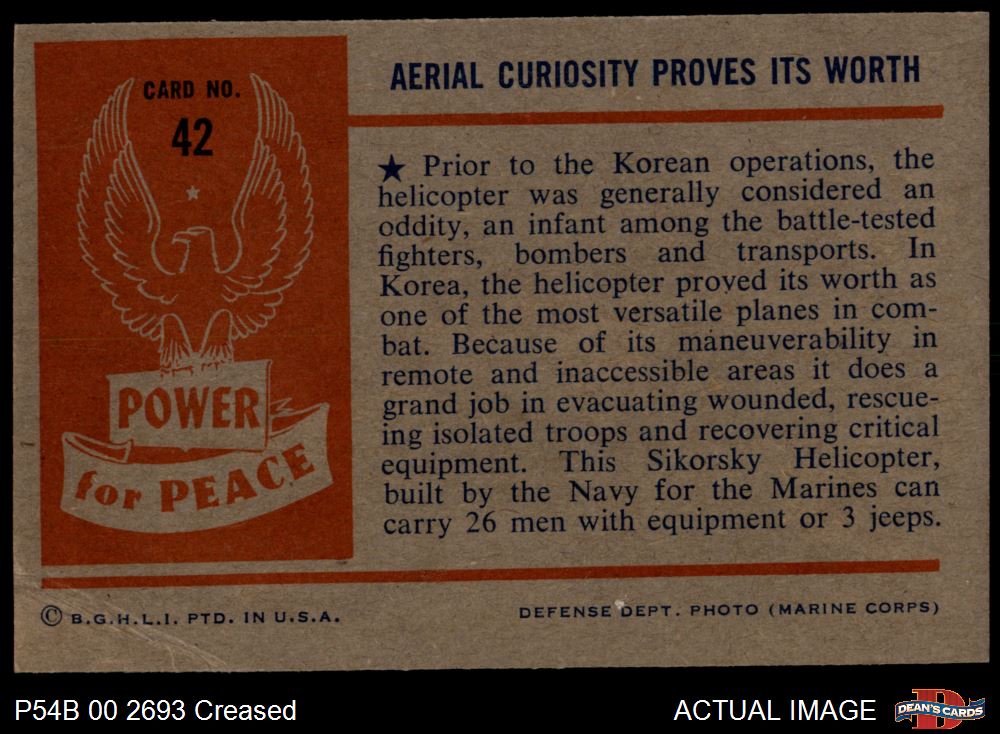 CARD NO.
42
POWER
for PEACE
AERIAL CURIOSITY PROVES ITS WORTH
★ Prior to the Korean operations, the
helicopter was generally considered an
oddity, an infant among the battle-tested
fighters, bombers and transports. In
Korea, the helicopter proved its worth as
one of the most versatile planes in com-
bat. Because of its maneuverability in
remote and inaccessible areas it does a
grand job in evacuating wounded, rescue-
ing isolated troops and recovering critical
equipment. This Sikorsky Helicopter,
built by the Navy for the Marines can
carry 26 men with equipment or 3 jeeps.
© B.G.H.L.I. PTD. IN U.S.A.
DEFENSE DEPT. PHOTO (MARINE CORPS)
P54B 00 2693 Creased
ACTUAL IMAGE
DEAN'S CARDS